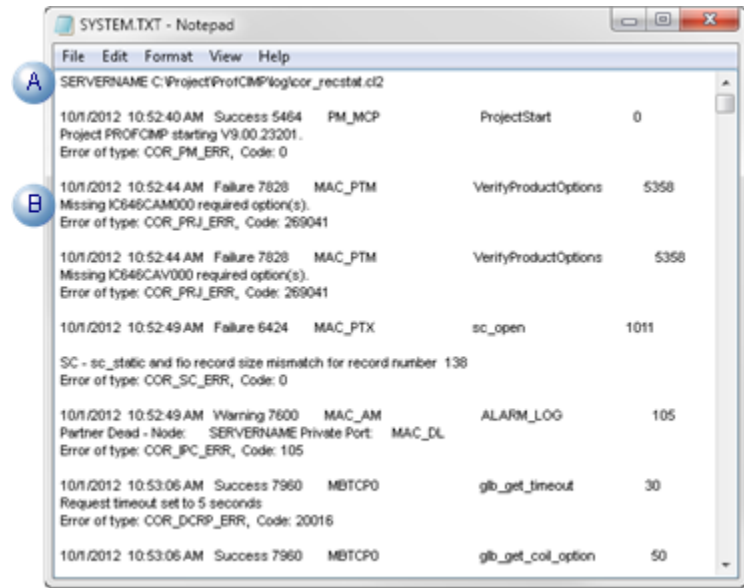 SYSTEM.TXT - Notepad
File Edit Format View Help
A
SERVERNAME C:\Project\ProfCIMP\log\cor_recstat.cl2
10/1/2012 10:52:40 AM Success 5464 PM_MCP ProjectStart 0
Project PROFCIMP starting V9.00.23201.
Error of type: COR_PM_ERR, Code: 0
B
10/1/2012 10:52:44 AM Failure 7828 MAC_PTM VerifyProductOptions 5358
Missing IC646CAM000 required option(s).
Error of type: COR_PRJ_ERR, Code: 269041
10/1/2012 10:52:44 AM Failure 7828 MAC_PTM VerifyProductOptions 5358
Missing IC646CAV000 required option(s).
Error of type: COR_PRJ_ERR, Code: 269041
10/1/2012 10:52:49 AM Failure 6424 MAC_PTX sc_open 1011
SC - sc_static and fio record size mismatch for record number 138
Error of type: COR_SC_ERR, Code: 0
10/1/2012 10:52:49 AM Warning 7600 MAC_AM ALARM_LOG 105
Partner Dead - Node: SERVERNAME Private Port: MAC_DL
Error of type: COR_IPC_ERR, Code: 105
10/1/2012 10:53:06 AM Success 7960 MBTCP0 glb_get_timeout 30
Request timeout set to 5 seconds
Error of type: COR_DCRP_ERR, Code: 20016
10/1/2012 10:53:06 AM Success 7960 MBTCP0 glb_get_coil_option 50